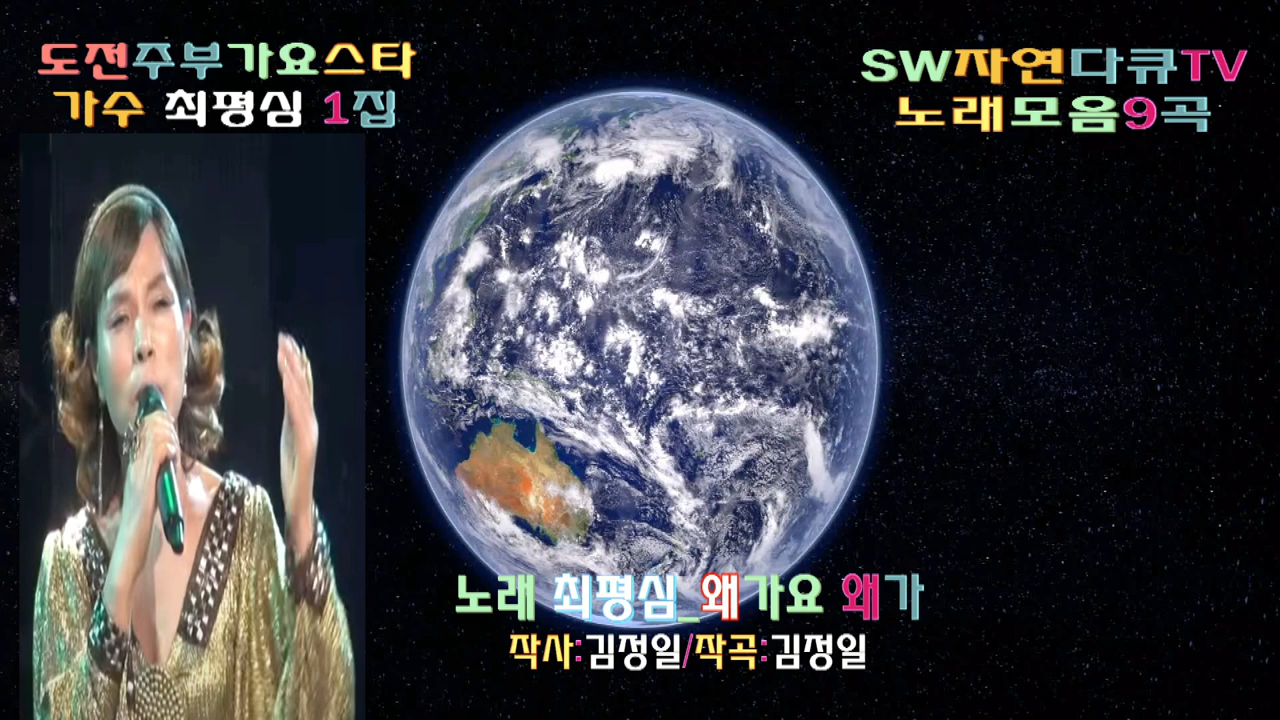 도전주부가요스타
가수 최평심 1집
SW자연다큐TV
노래모음9곡
노래 최평심_왜가요 왜가
작사:김정일/작곡:김정일